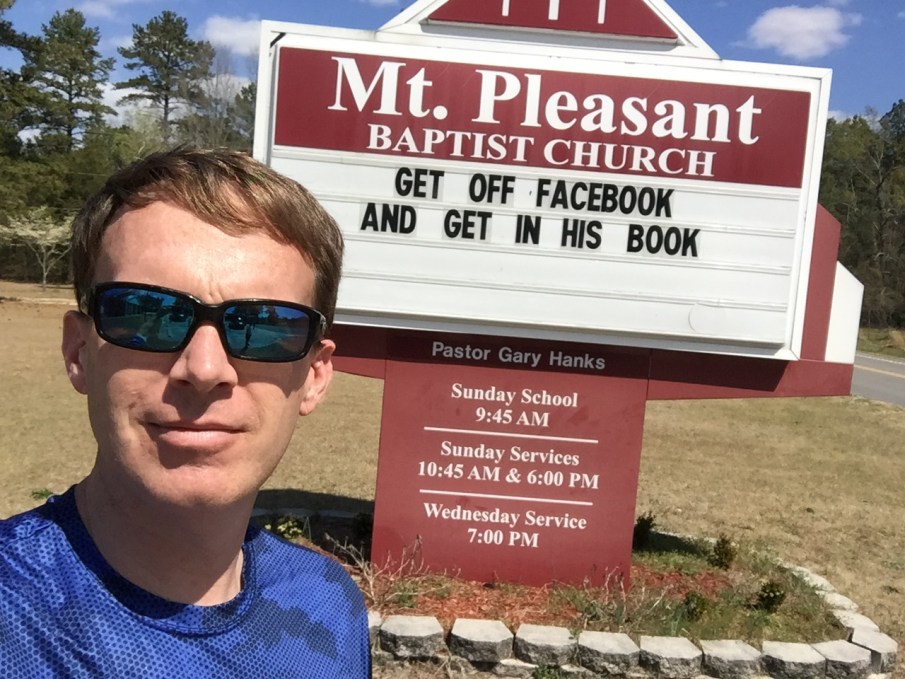 Mt. Pleasant
BAPTIST CHURCH
GET OFF FACEBOOK
AND GET IN HIS BOOK
Pastor Gary Hanks
Sunday School
9:45 AM
Sunday Services
10:45 AM & 6:00 PM
Wednesday Service
7:00 PM